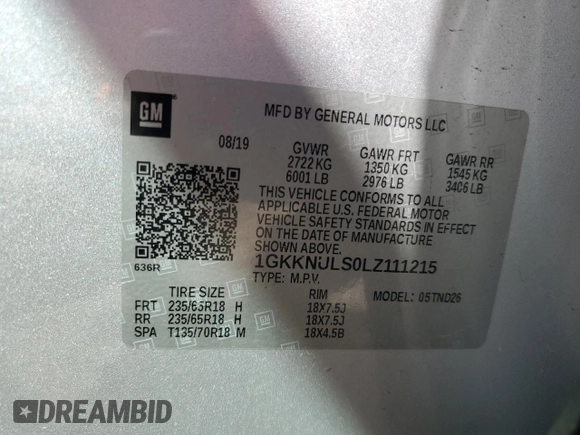 GM
MFD BY GENERAL MOTORS LLC
08/19
GVWR GAWR FRT GAWR RR
2722 KG 1350 KG 1545 KG
6001 LB 2976 LB 3406 LB
THIS VEHICLE CONFORMS TO ALL
APPLICABLE U.S. FEDERAL MOTOR
VEHICLE SAFETY STANDARDS IN EFFECT
ON THE DATE OF MANUFACTURE
SHOWN ABOVE.
636R
1GKKNULS0LZ111215
TYPE: M.P.V. MODEL: 05TND26
TIRE SIZE RIM
FRT 235/65R18 H 18X7.5J
RR 235/65R18 H 18X7.5J
SPA T135/70R18 M 18X4.5B
DREAMBID